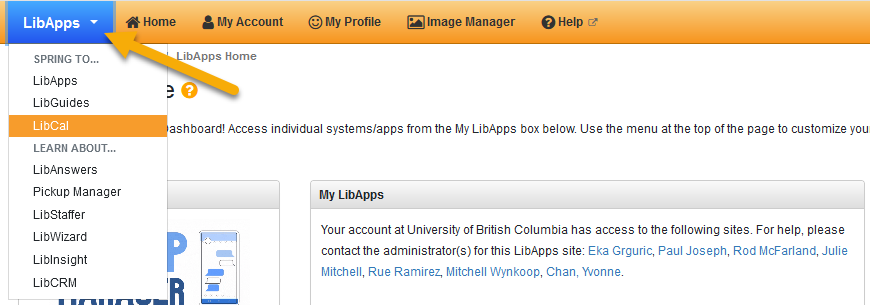 LibApps Home My Account My Profile Image Manager Help
SPRING TO... LibApps Home
LibApps
LibGuides
LibCal
LEARN ABOUT...
LibAnswers
Pickup Manager
LibStaffer
LibWizard
LibInsight
LibCRM
Dashboard! Access individual systems/apps from the My LibApps box below. Use the menu at the top of the page to customize your
My LibApps
Your account at University of British Columbia has access to the following sites. For help, please
contact the administrator(s) for this LibApps site: Eka Grguric, Paul Joseph, Rod McFarland, Julie
Mitchell, Rue Ramirez, Mitchell Wynkoop, Chan, Yvonne.